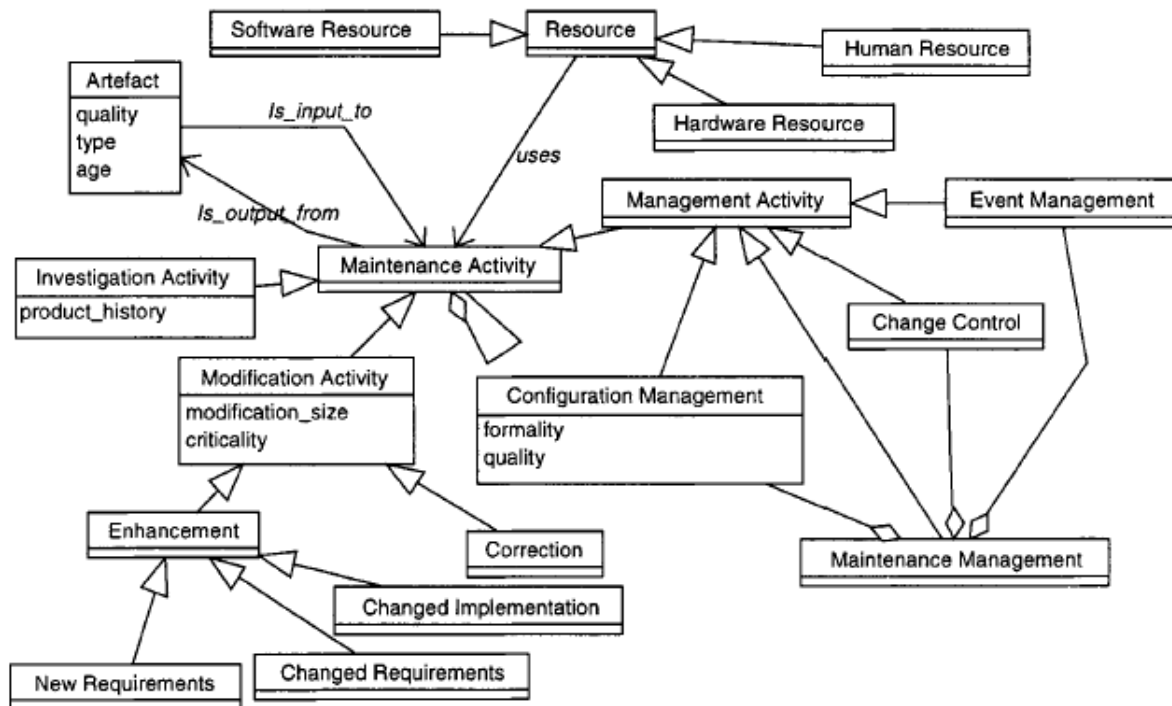 Software Resource
Resource
Human Resource
Artefact
quality
type
age
Is_input_to
Hardware Resource
uses
Is_output_from
Management Activity
Event Management
Maintenance Activity
Investigation Activity
product_history
Change Control
Modification Activity
modification_size
criticality
Configuration Management
formality
quality
Enhancement
Correction
Maintenance Management
Changed Implementation
Changed Requirements
New Requirements